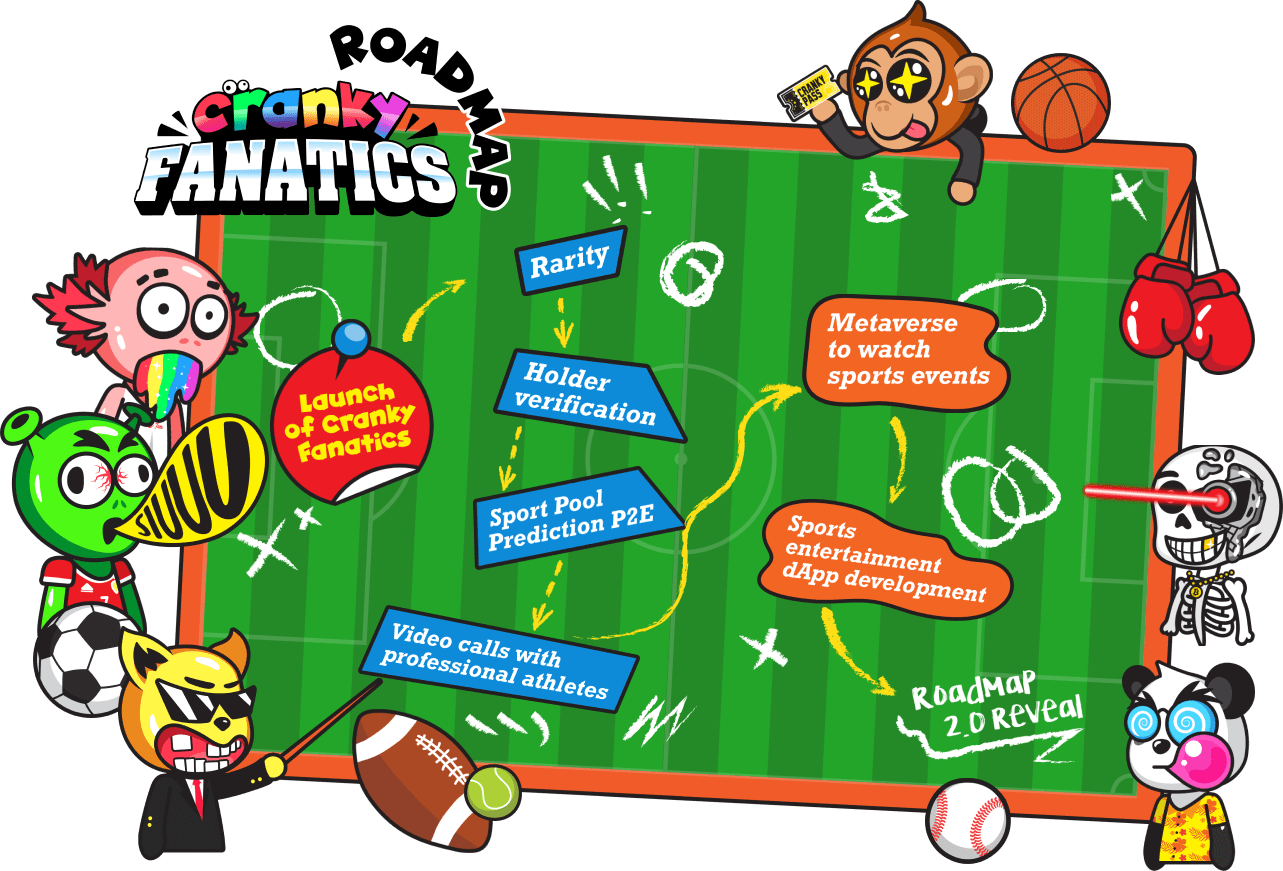 ROADMAP
cranky
FANATICS
CRANKY
PASS
Launch
of Cranky
Fanatics
Rarity
Holder
verification
Sport Pool
Prediction P2E
Video calls with
professional athletes
Metaverse
to watch
sports events
Sports
entertainment
dApp development
RoadMap
2.0 Reveal
SIUUU
7